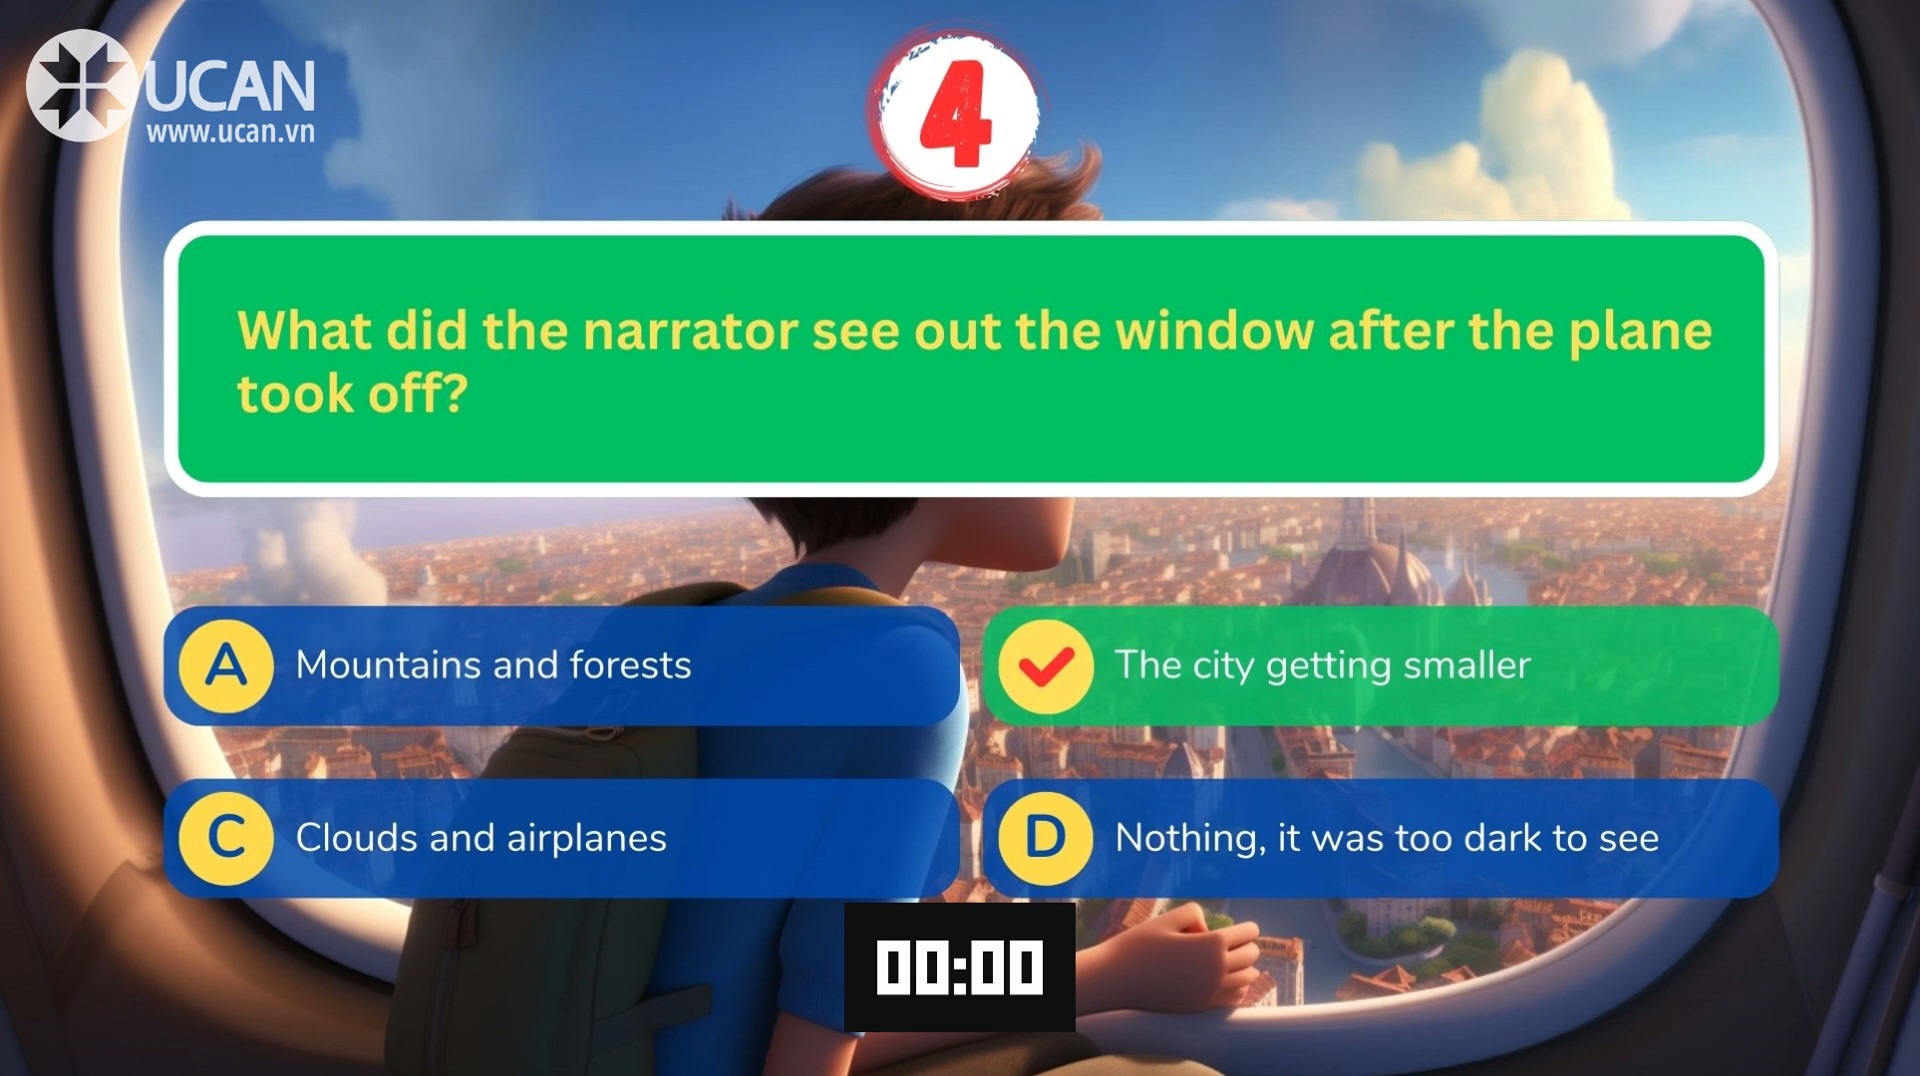 UCAN
www.ucan.vn
4
What did the narrator see out the window after the plane
took off?
A Mountains and forests
The city getting smaller
C Clouds and airplanes
D Nothing, it was too dark to see
00:00